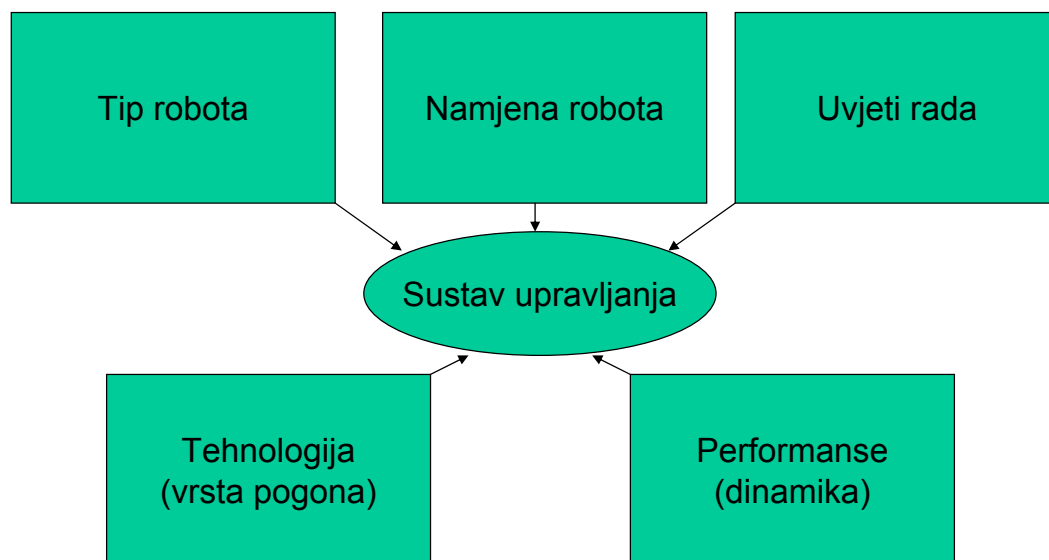 Tip robota
Namjena robota
Uvjeti rada
Sustav upravljanja
Tehnologija
(vrsta pogona)
Performanse
(dinamika)